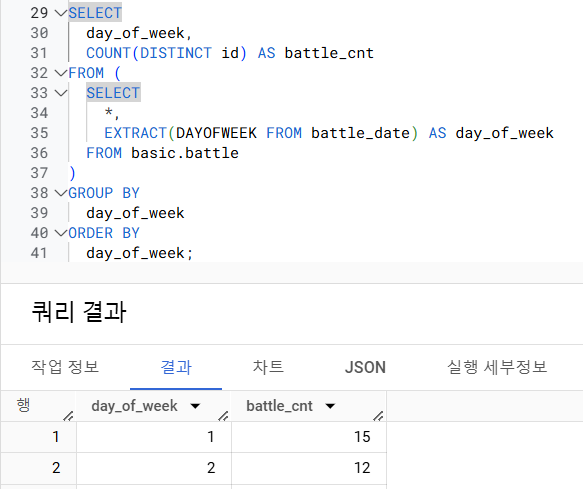 29 SELECT
30 day_of_week,
31 COUNT(DISTINCT id) AS battle_cnt
32 FROM (
33 SELECT
34 *,
35 EXTRACT(DAYOFWEEK FROM battle_date) AS day_of_week
36 FROM basic.battle
37 )
38 GROUP BY
39 day_of_week
40 ORDER BY
41 day_of_week;
쿼리 결과
작업 정보 결과 차트 JSON 실행 세부정보
행 day_of_week battle_cnt
1 1 15
2 2 12